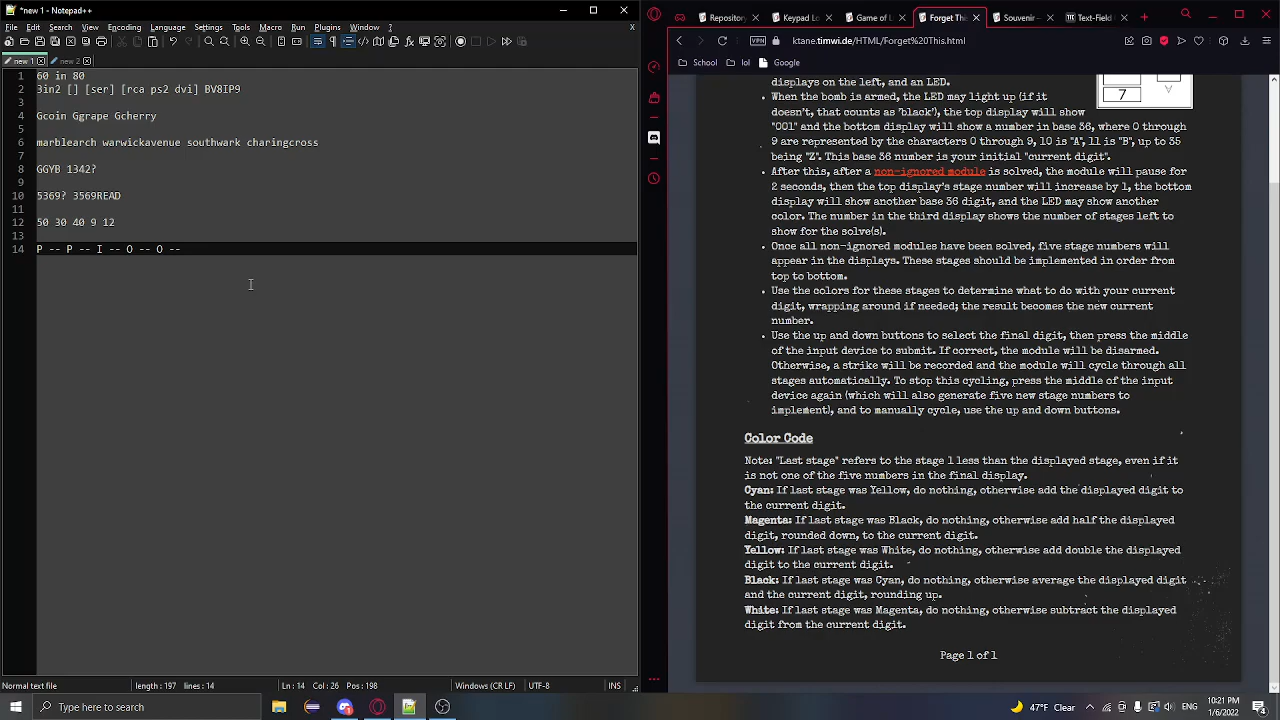 *new 1 - Notepad++
File Edit Search View Encoding Language Settings Tools Macro Run Plugins Window ?
new 1 new 2
1 60 in 80
2 3in2 [] [ser] [rca ps2 dvi] BV8IP9
3
4 Gcoin Ggrape Gcherry
5
6 marblearch warwickavenue southwark charingcross
7
8 GGYB 1342?
9
10 5369? 3569READ
11
12 50 30 40 9 12
13
14 P -- P -- I -- O -- O --
Normal text file length : 197 lines : 14 Ln : 14 Col : 26 Pos : 198 Windows (CR LF) UTF-8 INS
Repository Keypad Lo Game of L Forget Thi Souvenir — Text-Field
VPN ktane.timwi.de/HTML/Forget%20This.html
School lol Google
displays on the left, and an LED.
7
V
• When the bomb is armed, the LED may light up (if it
doesn't, that counts as "black"), the top display will show
"001" and the bottom display will show a number in base 36, where 0 through
9 are represented by the characters 0 through 9, 10 is "A", 11 is "B", up to 35
being "Z". This base 36 number is your initial "current digit".
• After this, after a non-ignored module is solved, the module will pause for
2 seconds, then the top display's stage number will increase by 1, the bottom
display will show another base 36 digit, and the LED may show another
color. The number in the third display shows the number of stages left to
show for the solve(s).
• Once all non-ignored modules have been solved, five stage numbers will
appear in the displays. These stages should be implemented in order from
top to bottom.
• Use the colors for these stages to determine what to do with your current
digit, wrapping around if needed; the result becomes the new current
number.
• Use the up and down buttons to select the final digit, then press the middle
of the input device to submit. If correct, the module will be disarmed.
Otherwise, a strike will be recorded and the module will cycle through all
stages automatically. To stop this cycling, press the middle of the input
device again (which will also generate five new stage numbers to
implement), and to manually cycle, use the up and down buttons.
Color Code
Note: "Last stage" refers to the stage 1 less than the displayed stage, even if it
is not one of the five numbers in the final display.
Cyan: If last stage was Yellow, do nothing, otherwise add the displayed digit to
the current digit.
Magenta: If last stage was Black, do nothing, otherwise add half the displayed
digit, rounded down, to the current digit.
Yellow: If last stage was White, do nothing, otherwise add double the displayed
digit to the current digit.
Black: If last stage was Cyan, do nothing, otherwise average the displayed digit
and the current digit, rounding up.
White: If last stage was Magenta, do nothing, otherwise subtract the displayed
digit from the current digit.
Page 1 of 1
Type here to search
47°F Clear ENG 10:21 PM
1/6/2022